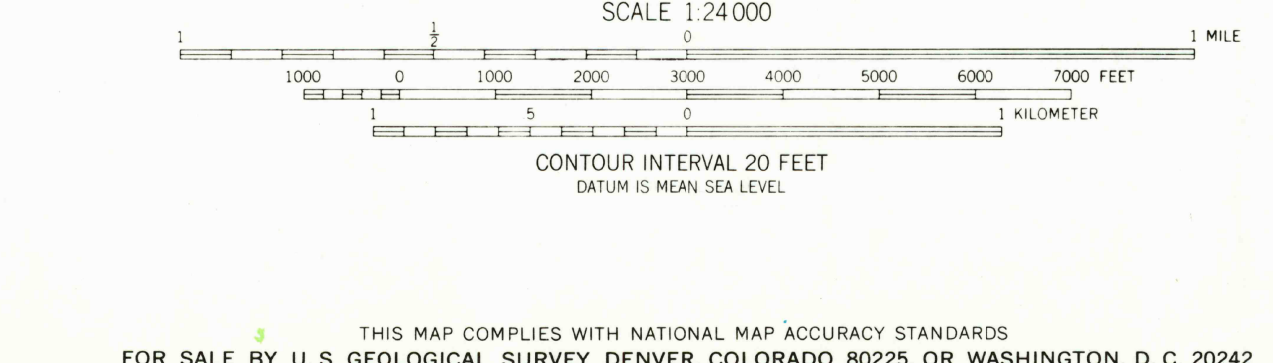 SCALE 1:24 000
1 1/2 0 1 MILE
1000 0 1000 2000 3000 4000 5000 6000 7000 FEET
1 5 0 1 KILOMETER
CONTOUR INTERVAL 20 FEET
DATUM IS MEAN SEA LEVEL
THIS MAP COMPLIES WITH NATIONAL MAP ACCURACY STANDARDS
FOR SALE BY U.S. GEOLOGICAL SURVEY, DENVER, COLORADO 80225, OR WASHINGTON, D.C. 20242